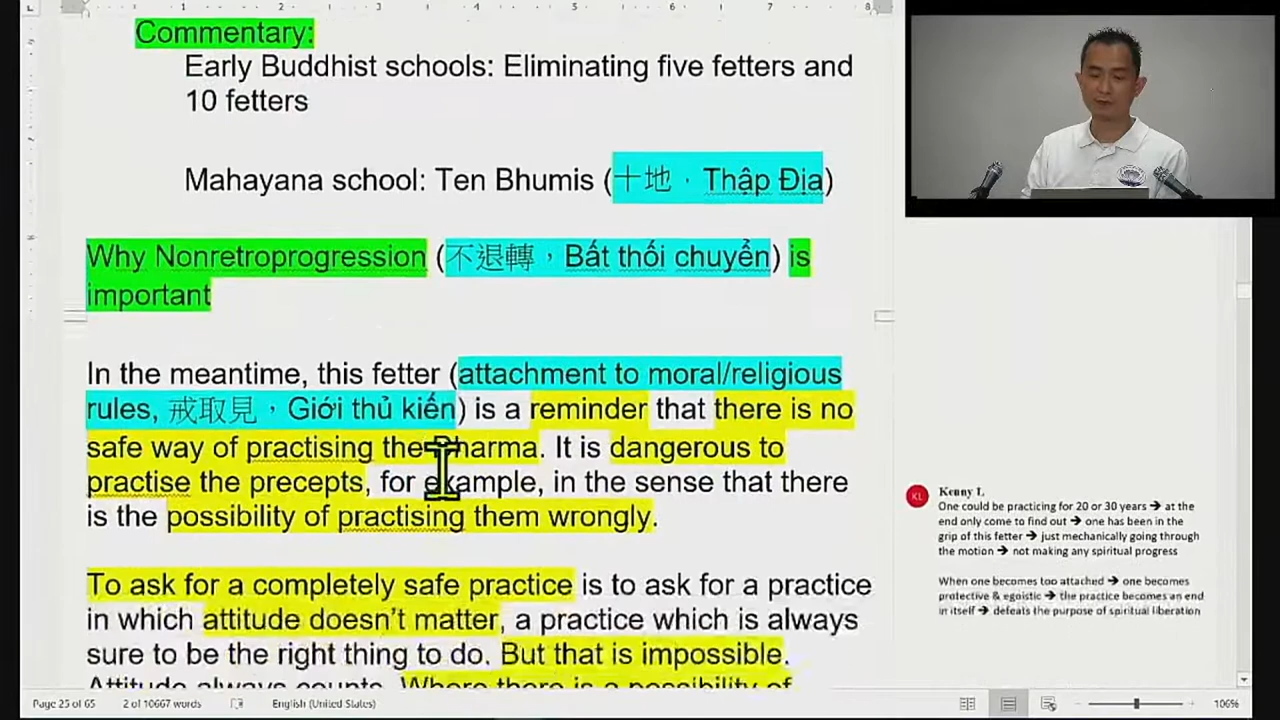 Commentary:
Early Buddhist schools: Eliminating five fetters and
10 fetters
Mahayana school: Ten Bhumis (十地，Thập Địa)
Why Nonretroprogression (不退轉，Bất thối chuyển) is
important
In the meantime, this fetter (attachment to moral/religious
rules, 戒取見，Giới thủ kiến) is a reminder that there is no
safe way of practising the Dharma. It is dangerous to
practise the precepts, for example, in the sense that there
is the possibility of practising them wrongly.
To ask for a completely safe practice is to ask for a practice
in which attitude doesn't matter, a practice which is always
sure to be the right thing to do. But that is impossible.
Attitude always counts. Where there is a possibility of
KL
Kenny L
One could be practicing for 20 or 30 years → at the
end only come to find out → one has been in the
grip of this fetter → just mechanically going through
the motion → not making any spiritual progress
When one becomes too attached → one becomes
protective & egoistic → the practice becomes an end
in itself → defeats the purpose of spiritual liberation
Page 25 of 65 2 of 10667 words English (United States) 106%